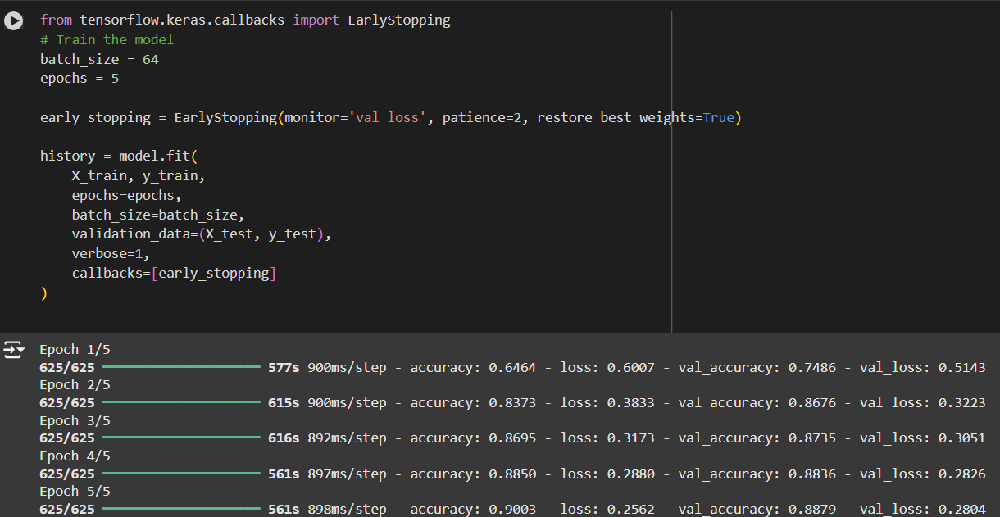 from tensorflow.keras.callbacks import EarlyStopping
# Train the model
batch_size = 64
epochs = 5

early_stopping = EarlyStopping(monitor='val_loss', patience=2, restore_best_weights=True)

history = model.fit(
    X_train, y_train,
    epochs=epochs,
    batch_size=batch_size,
    validation_data=(X_test, y_test),
    verbose=1,
    callbacks=[early_stopping]
)
Epoch 1/5
625/625 577s 900ms/step - accuracy: 0.6464 - loss: 0.6007 - val_accuracy: 0.7486 - val_loss: 0.5143
Epoch 2/5
625/625 615s 900ms/step - accuracy: 0.8373 - loss: 0.3833 - val_accuracy: 0.8676 - val_loss: 0.3223
Epoch 3/5
625/625 616s 892ms/step - accuracy: 0.8695 - loss: 0.3173 - val_accuracy: 0.8735 - val_loss: 0.3051
Epoch 4/5
625/625 561s 897ms/step - accuracy: 0.8850 - loss: 0.2880 - val_accuracy: 0.8836 - val_loss: 0.2826
Epoch 5/5
625/625 561s 898ms/step - accuracy: 0.9003 - loss: 0.2562 - val_accuracy: 0.8879 - val_loss: 0.2804